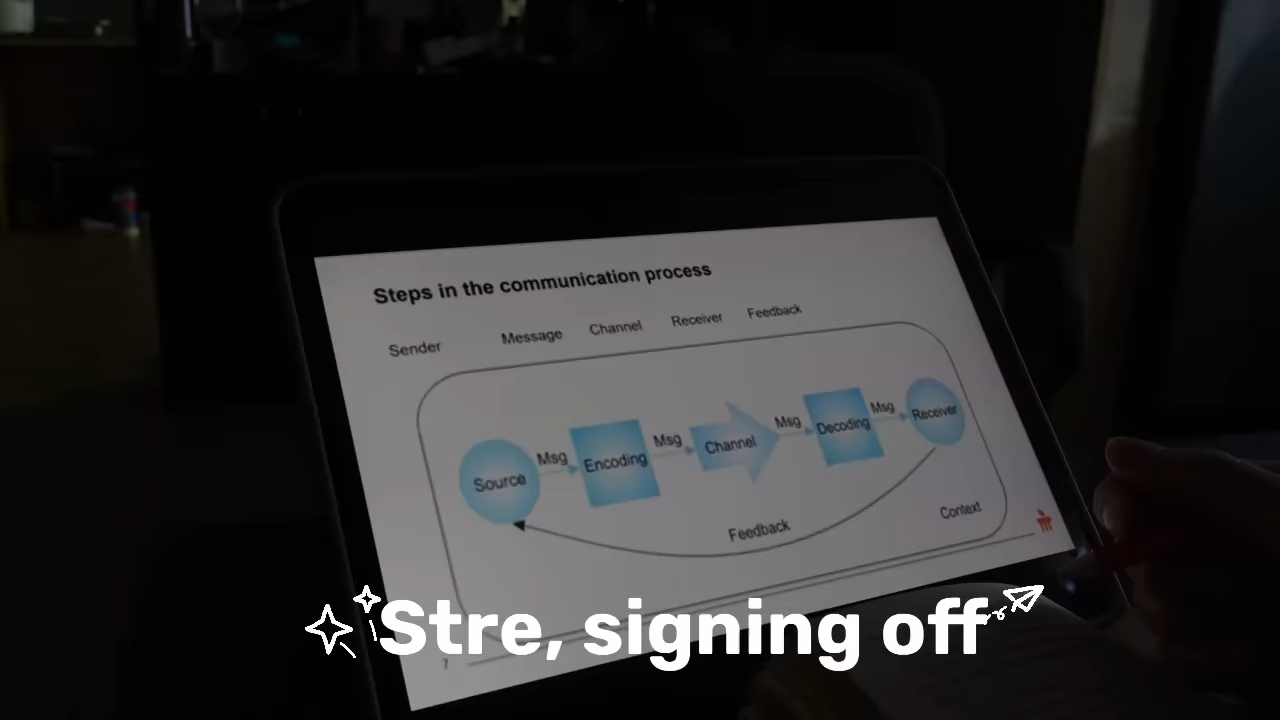 Steps in the communication process
Sender Message Channel Receiver Feedback
Source Msg Encoding Msg Channel Msg Decoding Msg Receiver
Feedback
Context
7
Stre, signing off